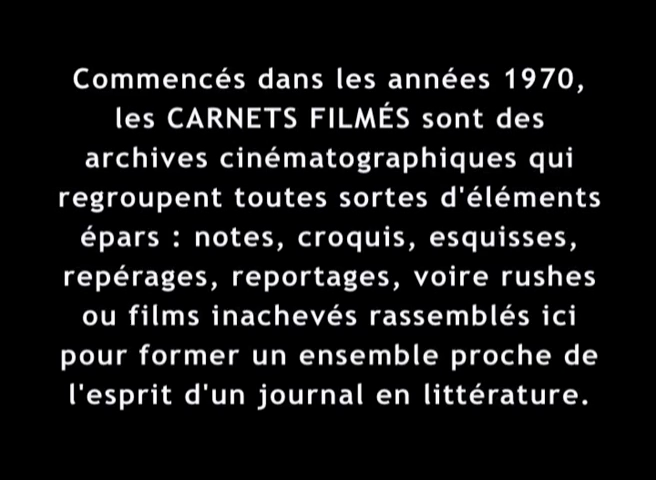 Commencés dans les années 1970,
les CARNETS FILMÉS sont des
archives cinématographiques qui
regroupent toutes sortes d'éléments
épars : notes, croquis, esquisses,
repérages, reportages, voire rushes
ou films inachevés rassemblés ici
pour former un ensemble proche de
l'esprit d'un journal en littérature.